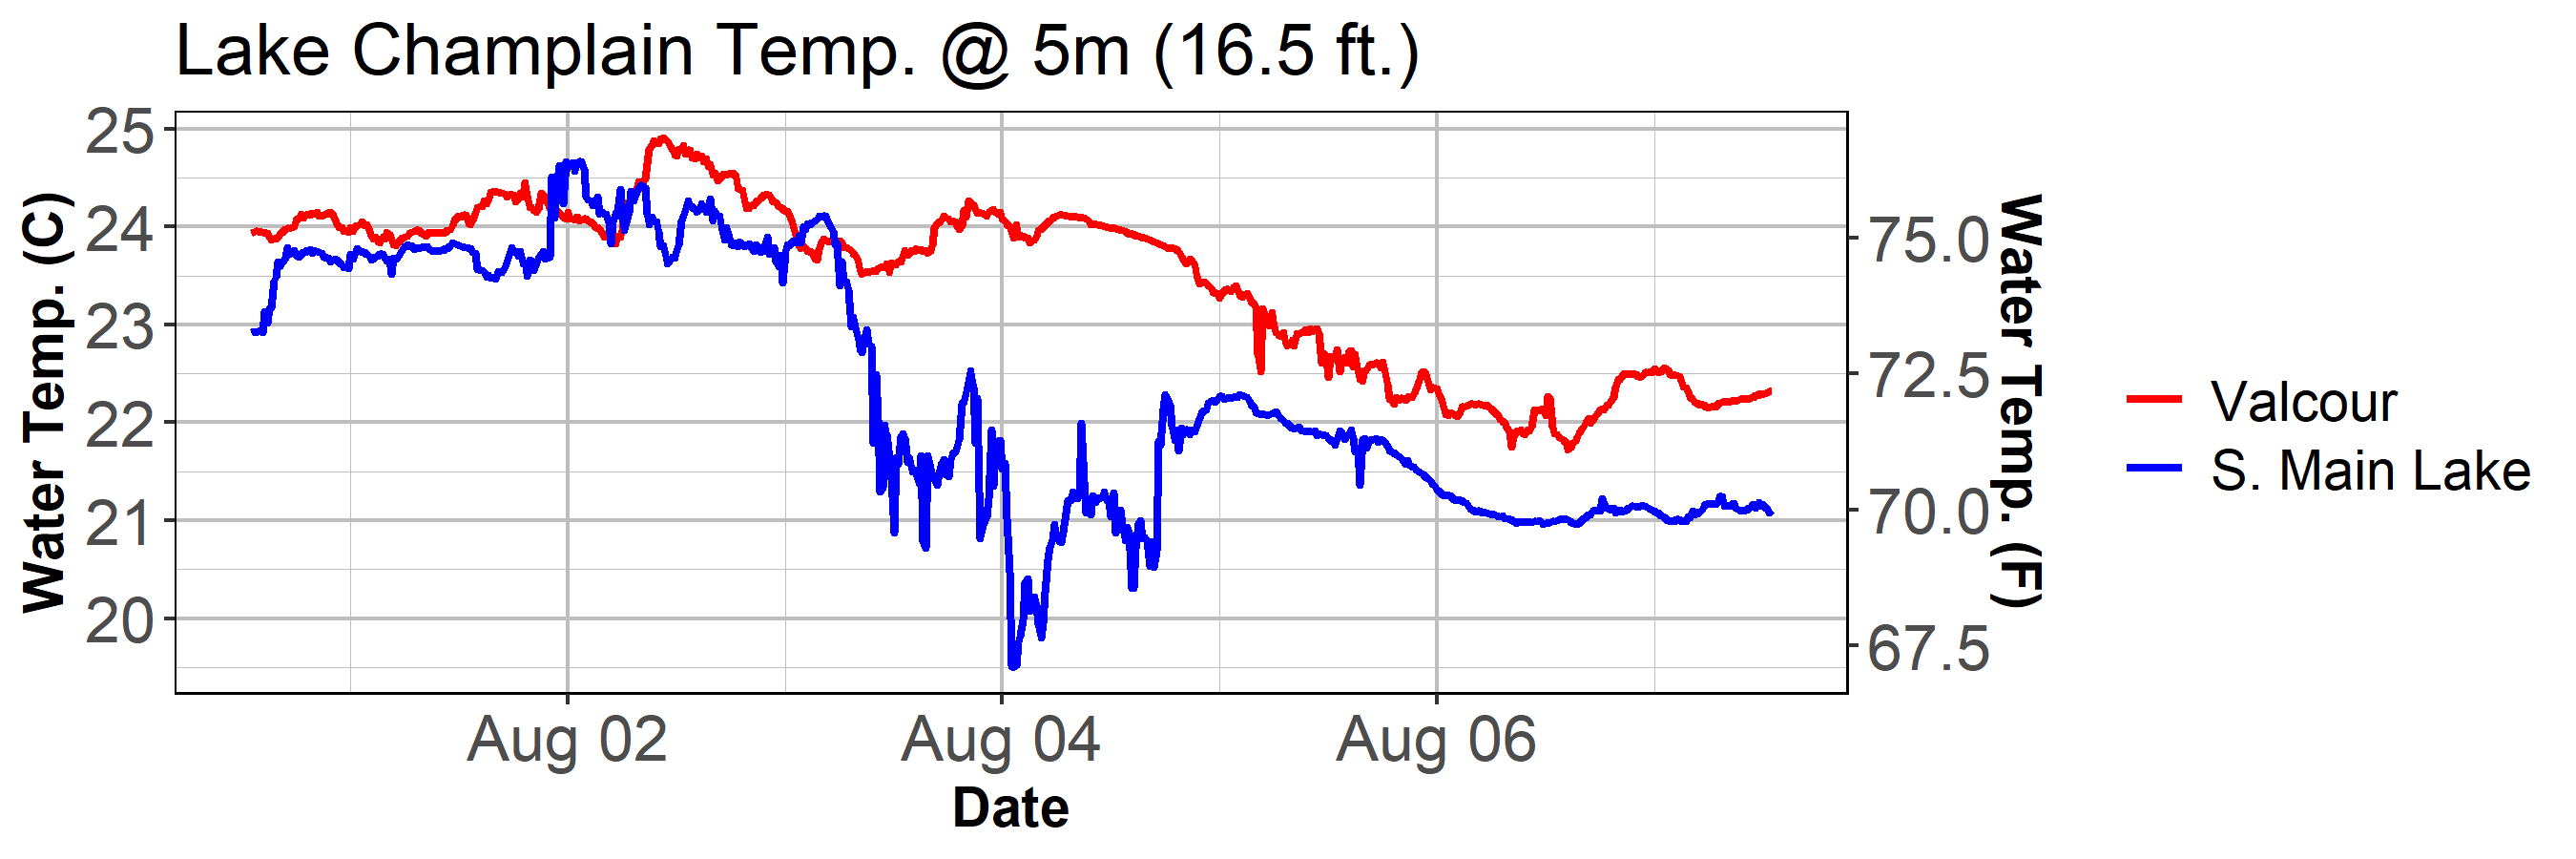 Lake Champlain Temp. @ 5m (16.5 ft.)
Water Temp. (C)
25
24
23
22
21
20
75.0
72.5
70.0
67.5
Water Temp. (F)
Aug 02
Aug 04
Aug 06
Date
Valcour
S. Main Lake